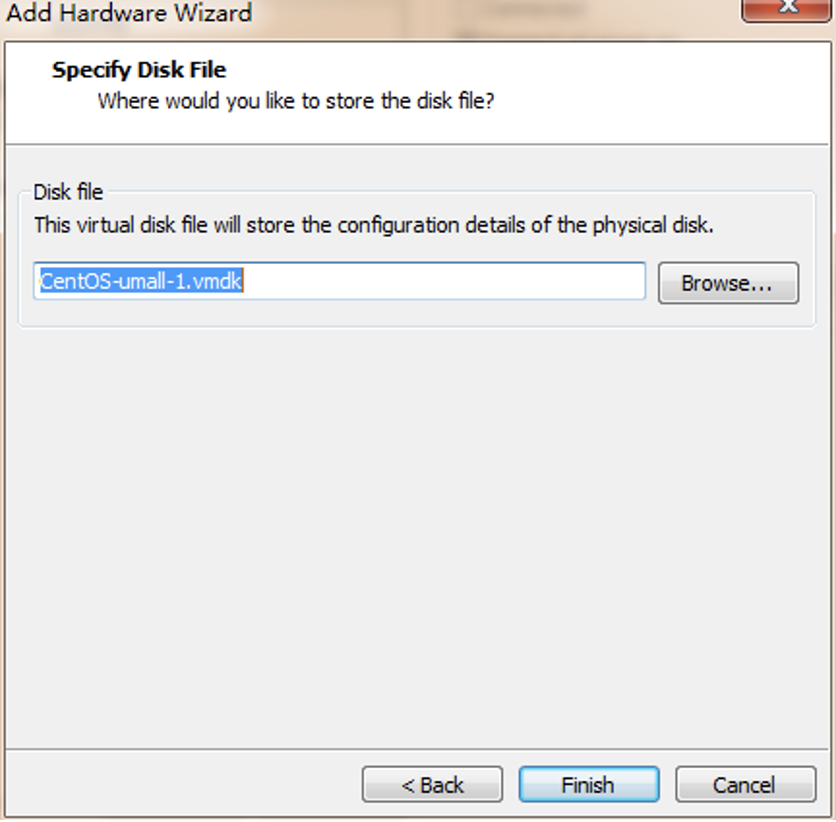 Add Hardware Wizard
Specify Disk File
Where would you like to store the disk file?
Disk file
This virtual disk file will store the configuration details of the physical disk.
CentOS-umall-1.vmdk
Browse...
< Back
Finish
Cancel